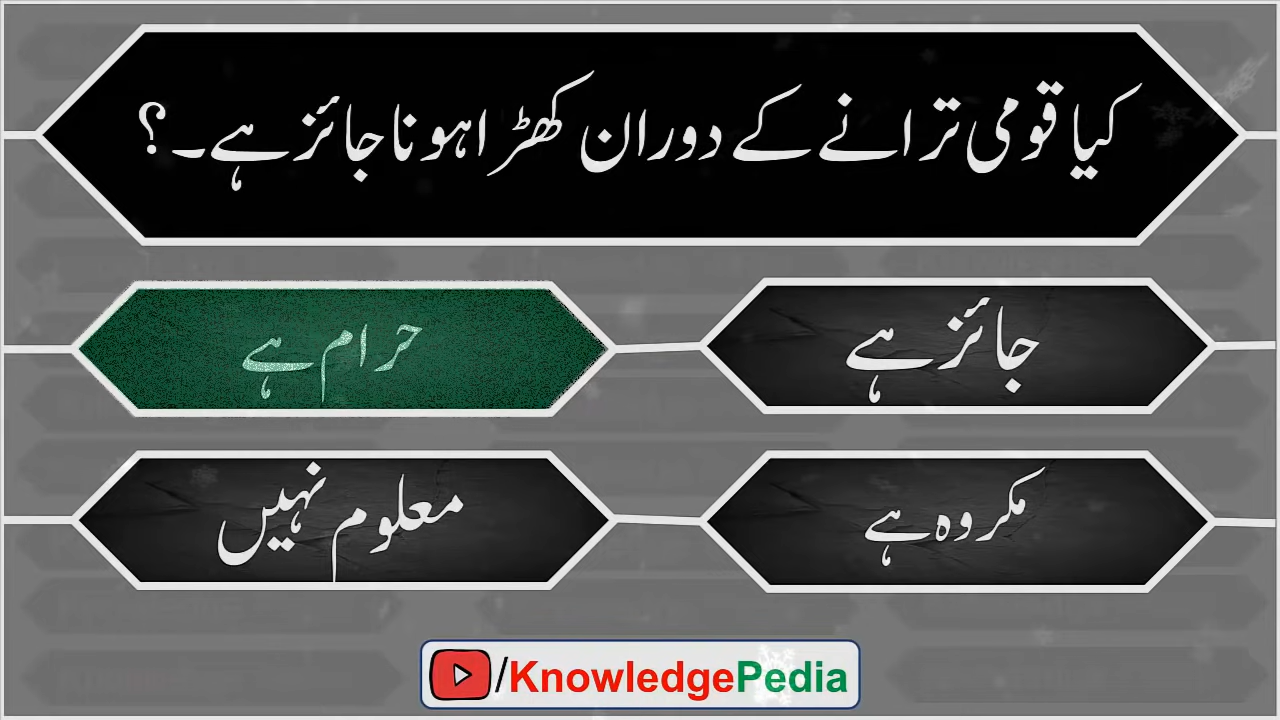 کیا قومی ترانے کے دوران کھڑا ہونا جائز ہے۔؟
جائز ہے
حرام ہے
مکروہ ہے
معلوم نہیں
/KnowledgePedia